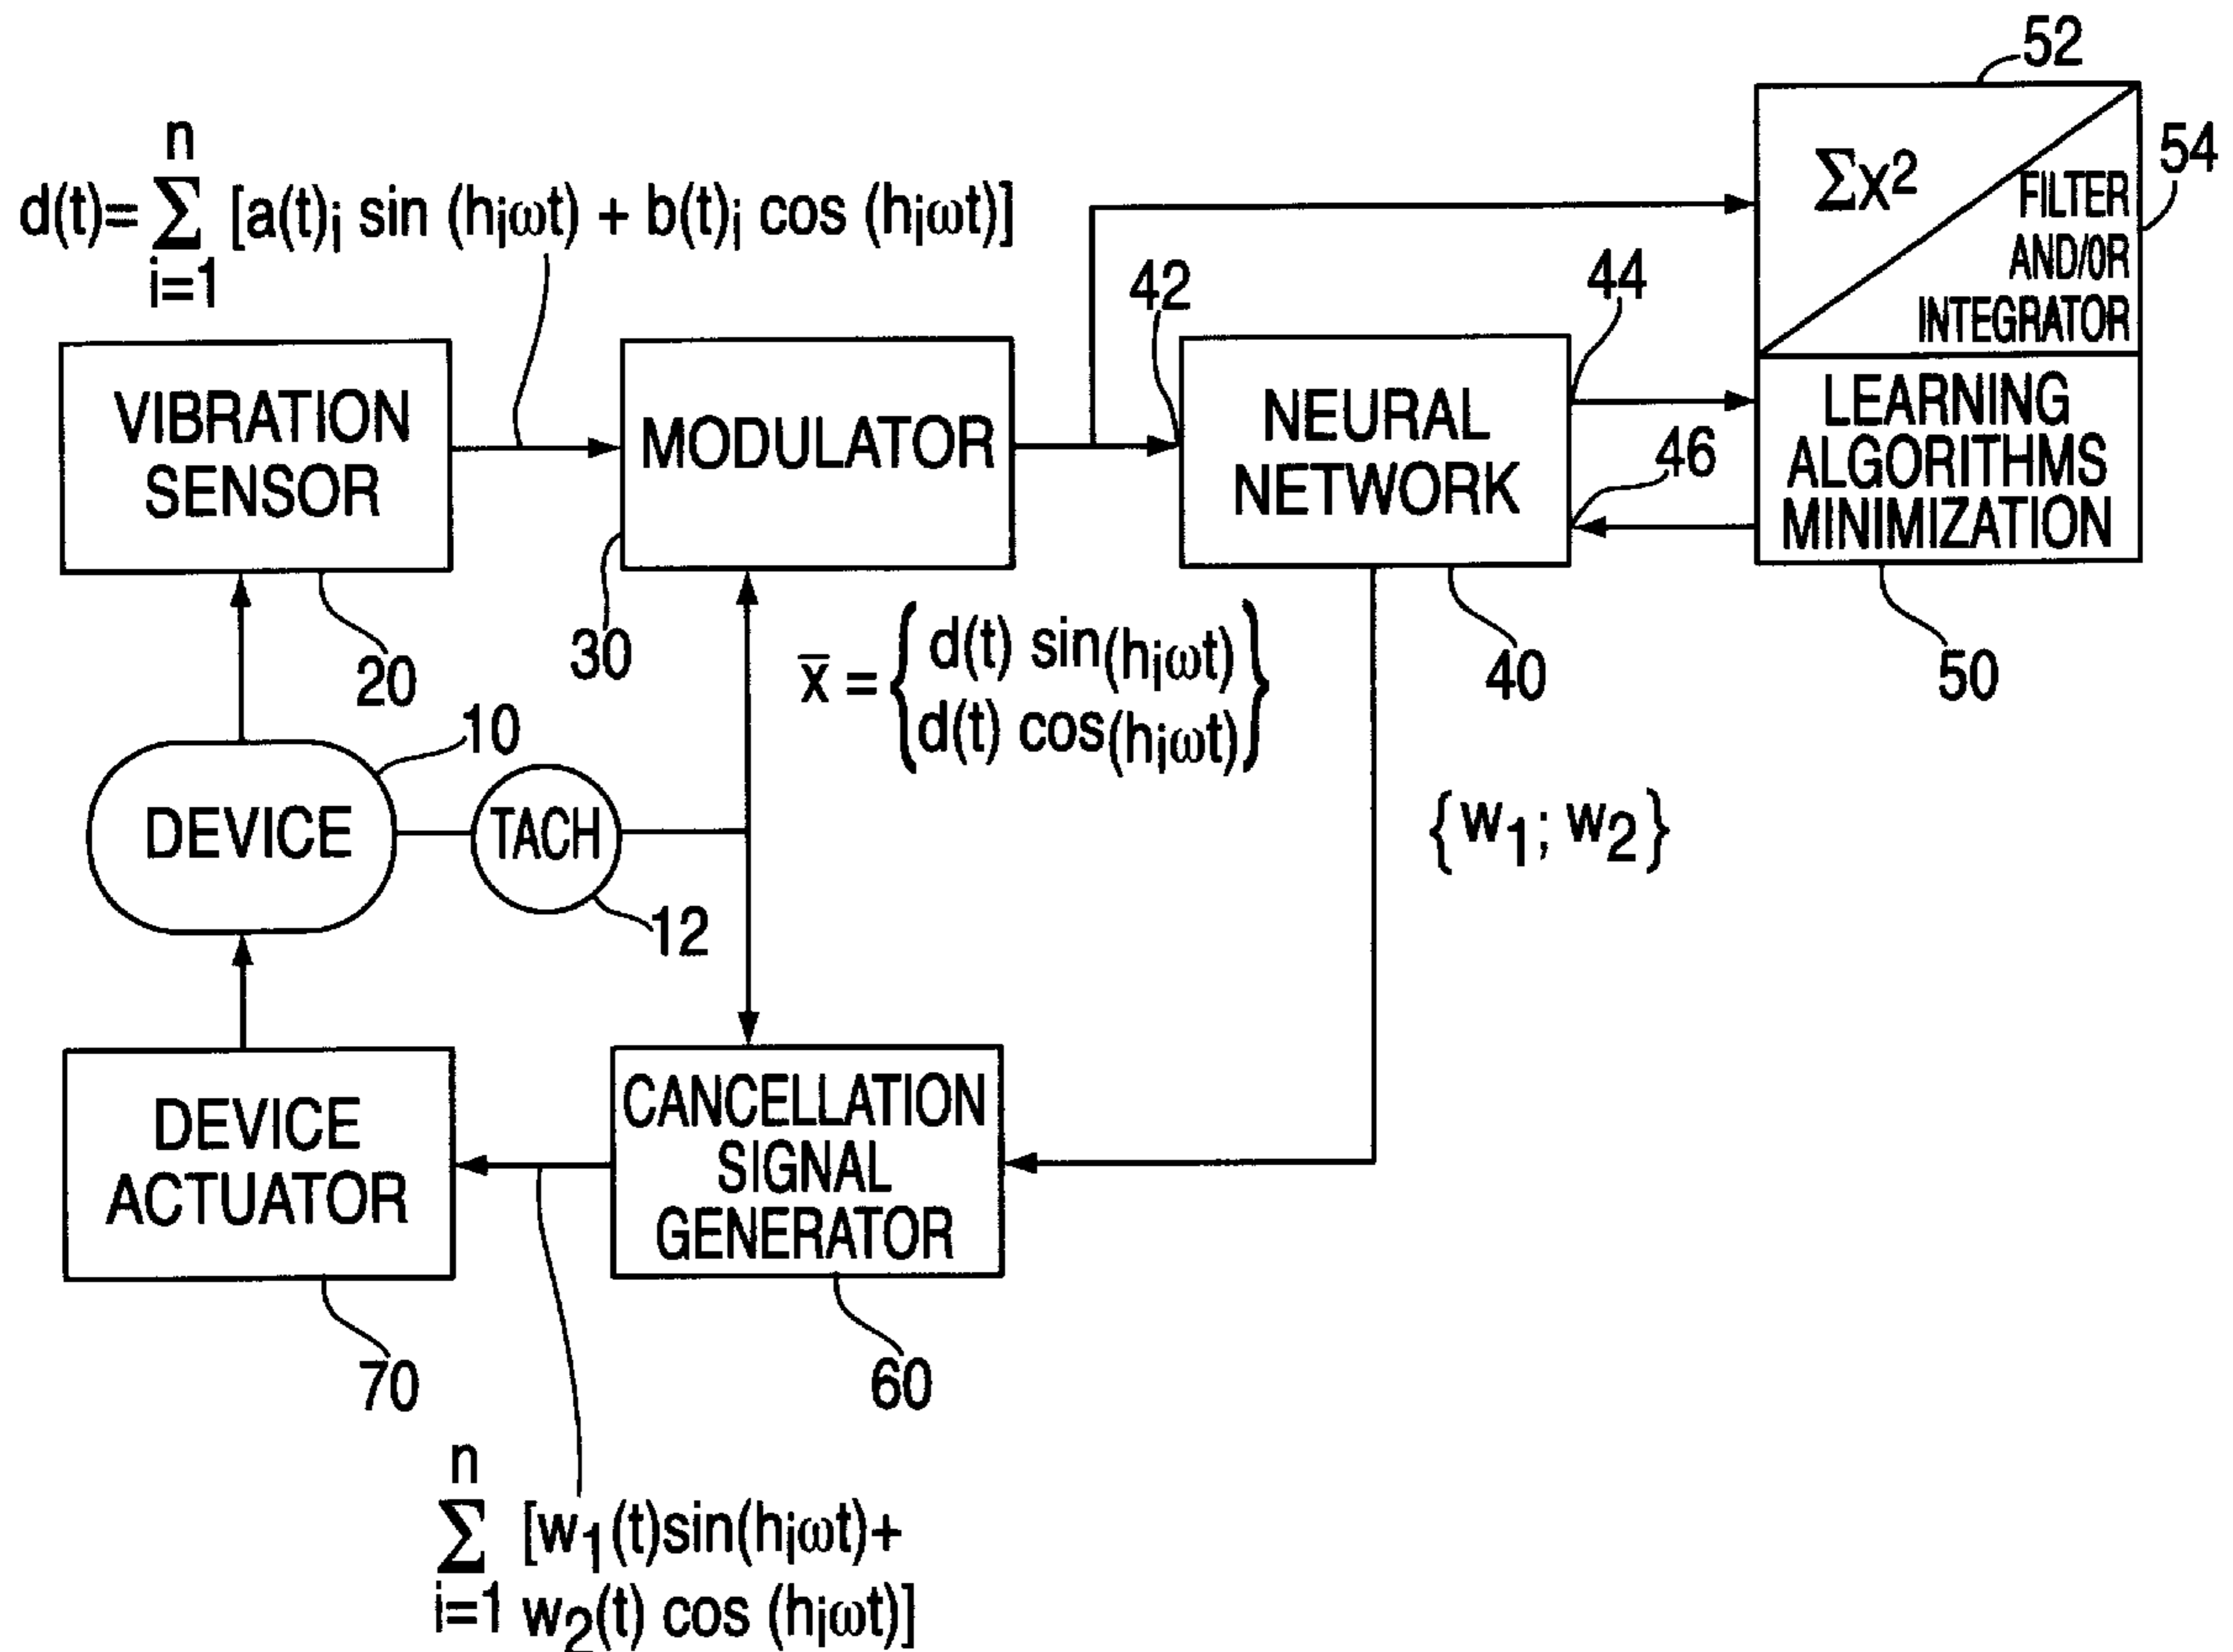 52
54
Σx²
FILTER
AND/OR
INTEGRATOR
n
d(t)= Σ [a(t)i sin (hiωt) + b(t)i cos (hiωt)]
i=1
42
44
46
VIBRATION
SENSOR
MODULATOR
NEURAL
NETWORK
LEARNING
ALGORITHMS
MINIMIZATION
20
30
x̄ = { d(t) sin(hiωt)
d(t) cos(hiωt) }
40
50
10
DEVICE
TACH
12
{w1; w2}
DEVICE
ACTUATOR
CANCELLATION
SIGNAL
GENERATOR
70
60
n
Σ [w1(t)sin(hiωt)+
i=1 w2(t) cos (hiωt)]